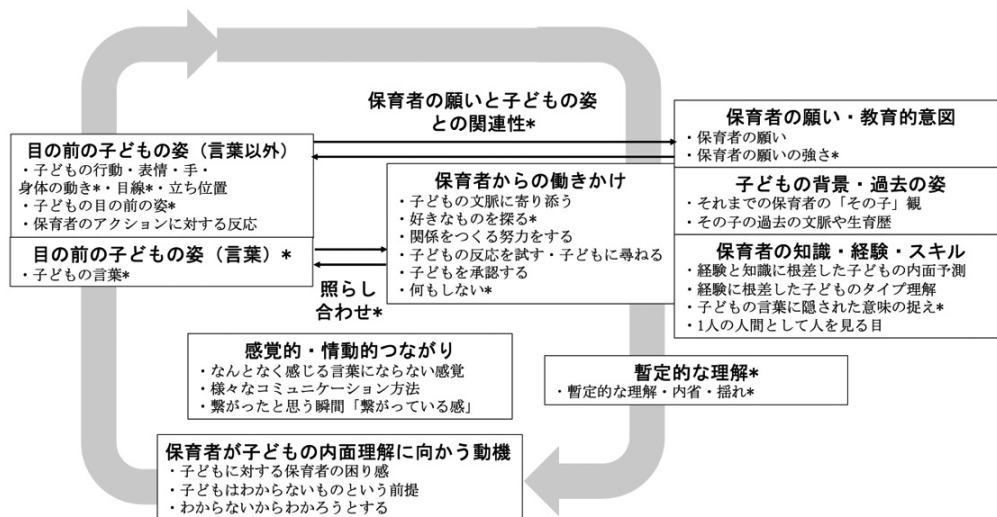 保育者の願いと子どもの姿
との関連性*
目の前の子どもの姿（言葉以外）
・子どもの行動・表情・手・
身体の動き*・目線*・立ち位置
・子どもの目の前の姿*
・保育者のアクションに対する反応
目の前の子どもの姿（言葉）*
・子どもの言葉*
照らし
合わせ*
保育者からの働きかけ
・子どもの文脈に寄り添う
・好きなものを探る*
・関係をつくる努力をする
・子どもの反応を試す・子どもに尋ねる
・子どもを承認する
・何もしない*
保育者の願い・教育的意図
・保育者の願い
・保育者の願いの強さ*
子どもの背景・過去の姿
・それまでの保育者の「その子」観
・その子の過去の文脈や生育歴
保育者の知識・経験・スキル
・経験と知識に根差した子どもの内面予測
・経験に根差した子どものタイプ理解
・子どもの言葉に隠された意味の捉え*
・1人の人間として人を見る目
感覚的・情動的つながり
・なんとなく感じる言葉にならない感覚
・様々なコミュニケーション方法
・繋がったと思う瞬間「繋がっている感」
暫定的な理解*
・暫定的な理解・内省・揺れ*
保育者が子どもの内面理解に向かう動機
・子どもに対する保育者の困り感
・子どもはわからないものという前提
・わからないからわかろうとする